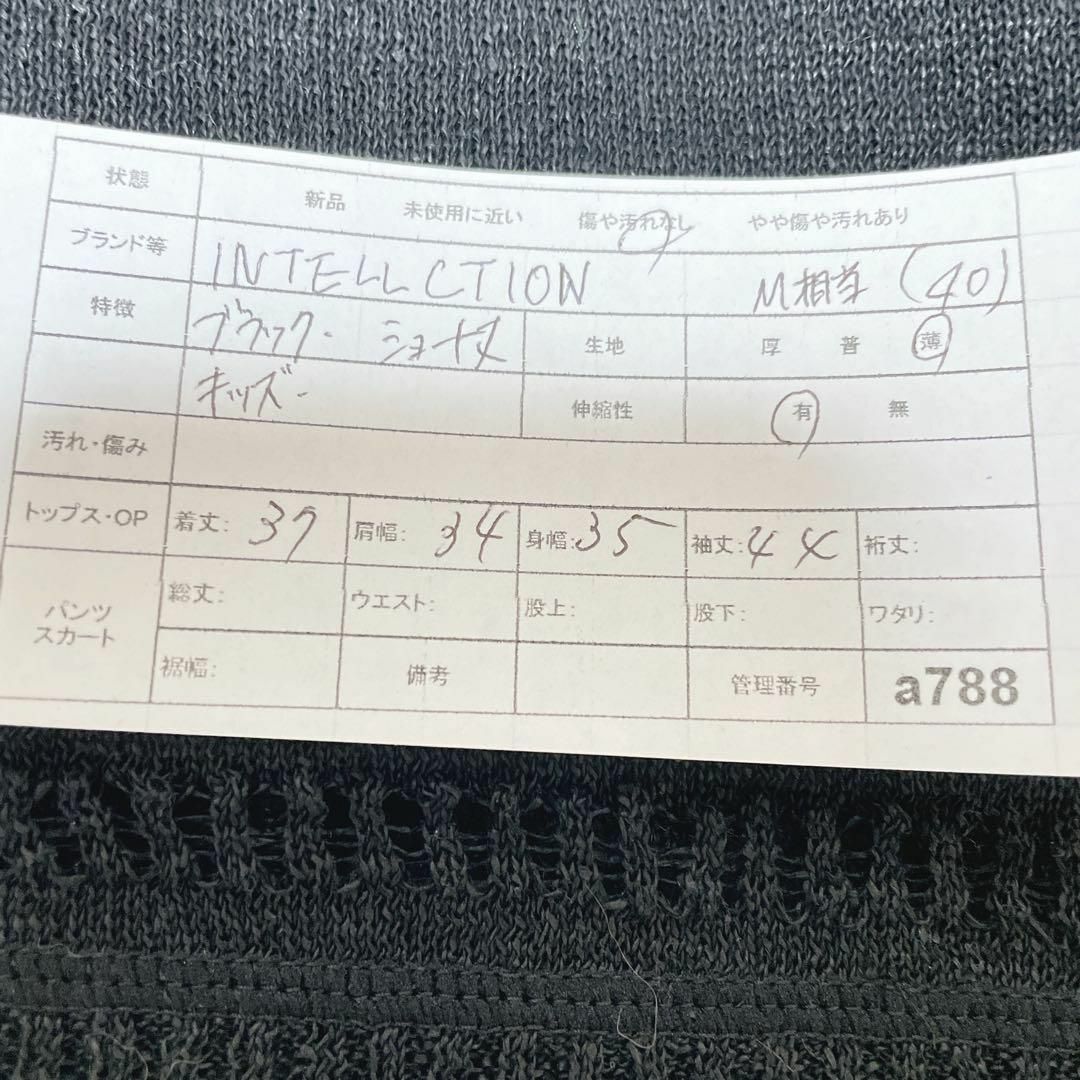 状態 新品 未使用に近い 傷や汚れなし やや傷や汚れあり
ブランド等 INTELLCTION M相当 (40)
特徴 ブラック・ ショート丈 生地 厚 普 薄
キッズ・ 伸縮性 有 無
汚れ・傷み
トップス・OP 着丈: 37 肩幅: 34 身幅: 35 袖丈: 44 裄丈:
パンツ スカート 総丈: ウエスト: 股上: 股下: ワタリ:
裾幅: 備考 管理番号 a788